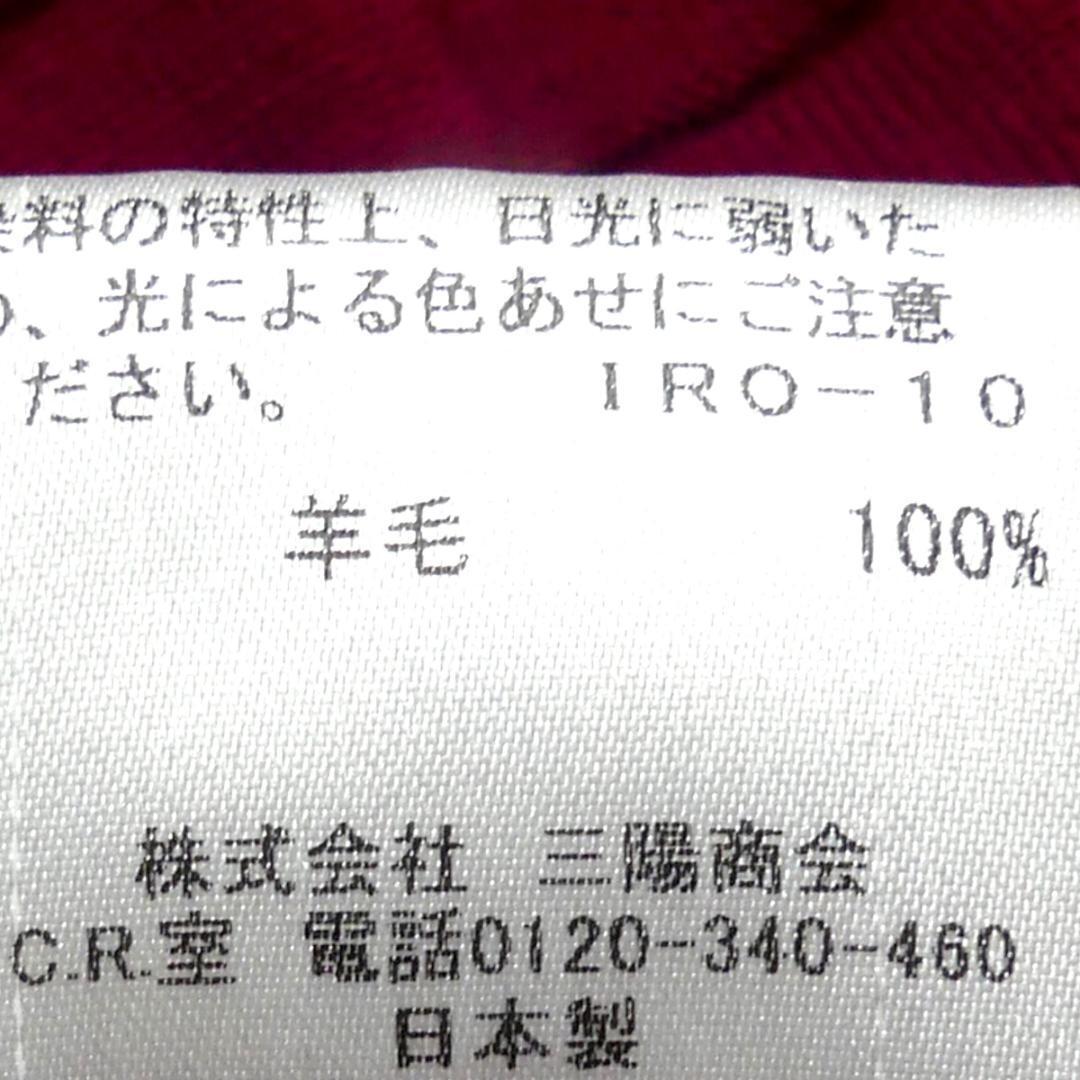 料の特性上、日光に弱いた
、光による色あせにご注意
ださい。 IRO-10
羊毛 100%
株式会社 三陽商会
C.R.室 電話0120-340-460
日本製